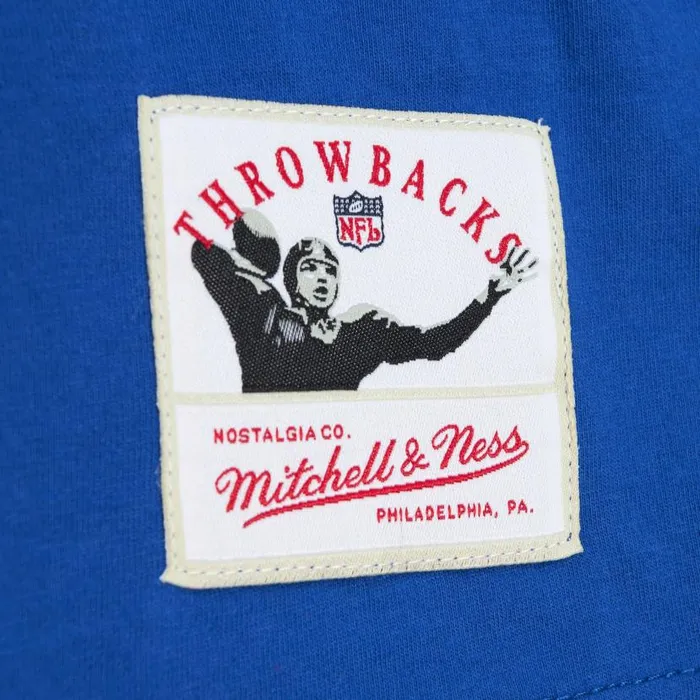 THROWBACKS
NFL
NOSTALGIA CO.
Mitchell & Ness
PHILADELPHIA, PA.